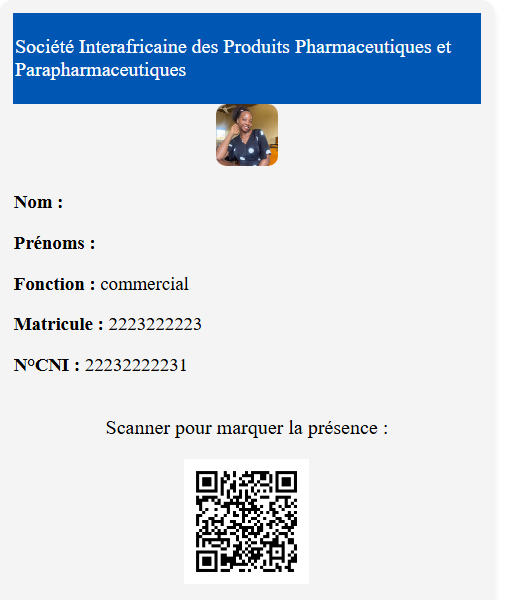 Société Interafricaine des Produits Pharmaceutiques et
Parapharmaceutiques
Nom :
Prénoms :
Fonction : commercial
Matricule : 2223222223
N°CNI : 22232222231
Scanner pour marquer la présence :